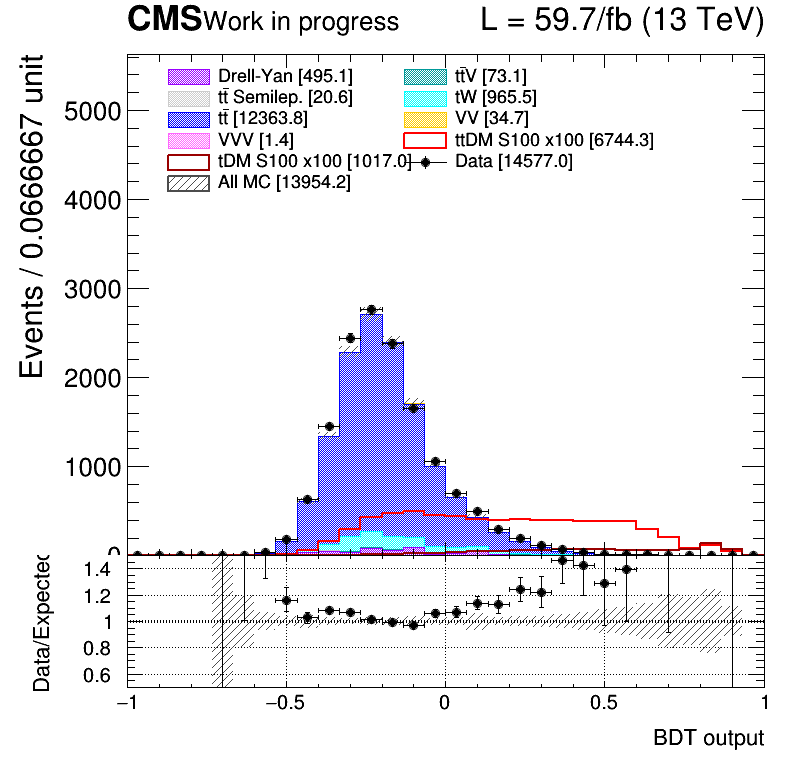 CMS Work in progress L = 59.7/fb (13 TeV)
Drell-Yan [495.1] tt̄V [73.1]
tt̄ Semilep. [20.6] tW [965.5]
tt̄ [12363.8] VV [34.7]
VVV [1.4] ttDM S100 x100 [6744.3]
tDM S100 x100 [1017.0] Data [14577.0]
All MC [13954.2]
Events / 0.0666667 unit
5000
4000
3000
2000
1000
0
Data/Expected
1.4
1.2
1
0.8
0.6
−1 −0.5 0 0.5 1
BDT output